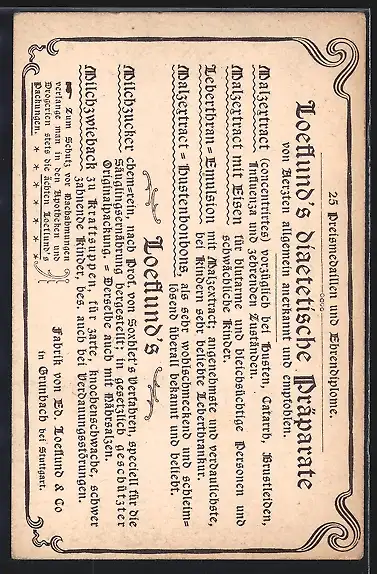 25 Preismedaillen und Ehrendiplome.
Loeflund's diaetetische Präparate
von Aerzten allgemein anerkannt und empfohlen.
Malzextract (concentrirtes) vorzüglich bei Husten, Catarrh, Brustleiden,
Influenza und zehrenden Zuständen.
Malzextract mit Eisen für blutarme und bleichsüchtige Personen und
schwächliche Kinder.
Leberthran=Emulsion mit Malzextract, angenehmste und verdaulichste,
bei Kindern sehr beliebte Leberthrankur.
Malzextract=Hustenbonbons, als sehr wohlschmeckend und schleim=
lösend überall bekannt und beliebt.
Loeflund's
Milchzucker chem=rein, nach Prof. von Soxhlet's Verfahren, speciell für die
Säuglingsernährung hergestellt; in gesetzlich geschützter
Originalpackung. = Derselbe auch mit Nährsalzen.
Milchzwieback zu Kraftsuppen, für zarte, knochenschwache, schwer
zahnende Kinder, bes. auch bei Verdauungsstörungen.
☛ Zum Schutz vor Nachahmungen
verlange man in den Apotheken und
Drogerien stets die ächten Loeflund's
Packungen. * * * * * *
Fabrik von Ed. Loeflund & Co
in Grunbach bei Stuttgart.